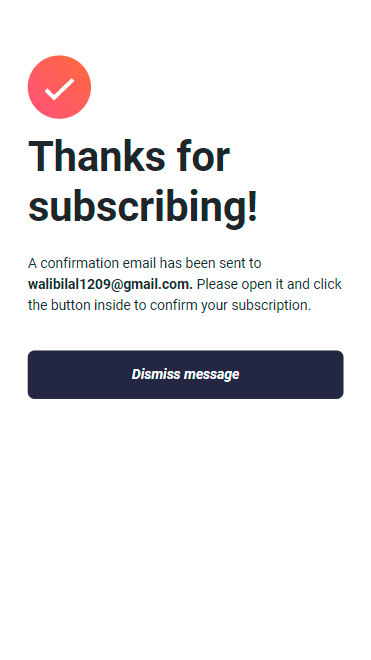 Thanks for
subscribing!
A confirmation email has been sent to
walibilal1209@gmail.com. Please open it and click
the button inside to confirm your subscription.
Dismiss message